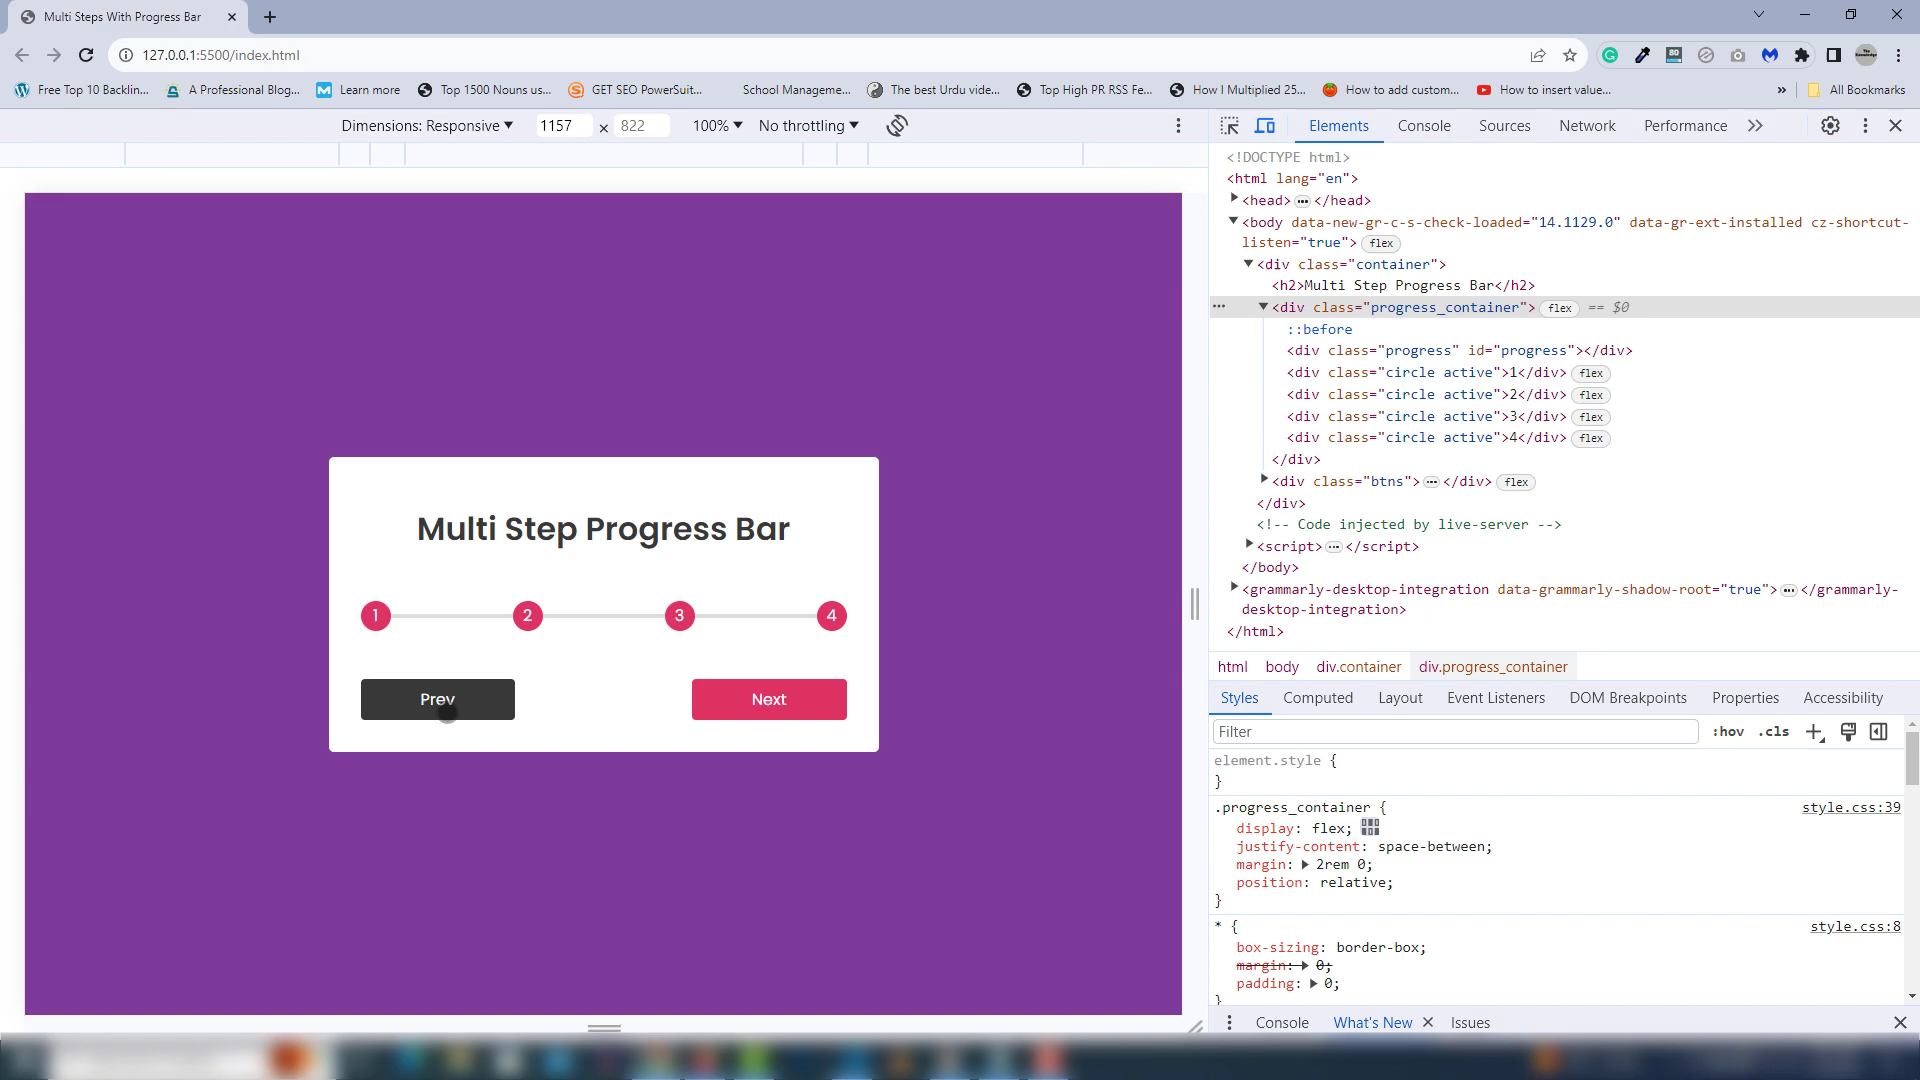 Multi Steps With Progress Bar
127.0.0.1:5500/index.html
80
Free Top 10 Backlin...
A Professional Blog...
Learn more
Top 1500 Nouns us...
GET SEO PowerSuit...
School Manageme...
The best Urdu vide...
Top High PR RSS Fe...
How I Multiplied 25...
How to add custom...
How to insert value...
»
All Bookmarks
Dimensions: Responsive
1157 × 822
100%
No throttling
Elements
Console
Sources
Network
Performance
<!DOCTYPE html>
<html lang="en">
<head> ... </head>
<body data-new-gr-c-s-check-loaded="14.1129.0" data-gr-ext-installed cz-shortcut-
listen="true"> flex
<div class="container">
<h2>Multi Step Progress Bar</h2>
... <div class="progress_container"> flex == $0
::before
<div class="progress" id="progress"></div>
<div class="circle active">1</div> flex
<div class="circle active">2</div> flex
<div class="circle active">3</div> flex
<div class="circle active">4</div> flex
</div>
<div class="btns"> ... </div> flex
</div>
<!-- Code injected by live-server -->
<script> ... </script>
</body>
<grammarly-desktop-integration data-grammarly-shadow-root="true"> ... </grammarly-
desktop-integration>
</html>
html body div.container div.progress_container
Styles
Computed
Layout
Event Listeners
DOM Breakpoints
Properties
Accessibility
Filter
:hov .cls
element.style {
}
.progress_container {
style.css:39
display: flex;
justify-content: space-between;
margin: 2rem 0;
position: relative;
}
* {
style.css:8
box-sizing: border-box;
margin: 0;
padding: 0;
}
Console
What's New
Issues
Multi Step Progress Bar
1 2 3 4
Prev Next